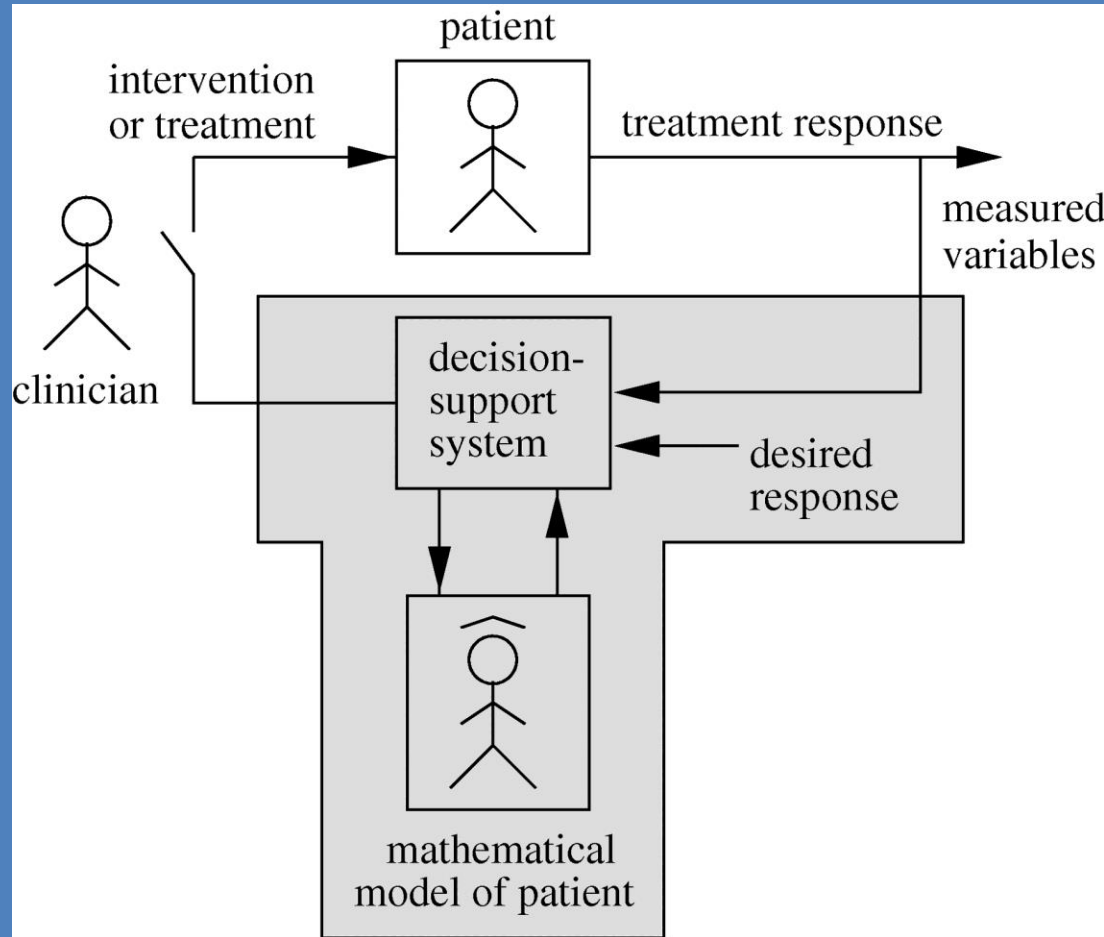 patient
intervention
or treatment
treatment response
measured
variables
clinician
decision-
support
system
desired
response
mathematical
model of patient